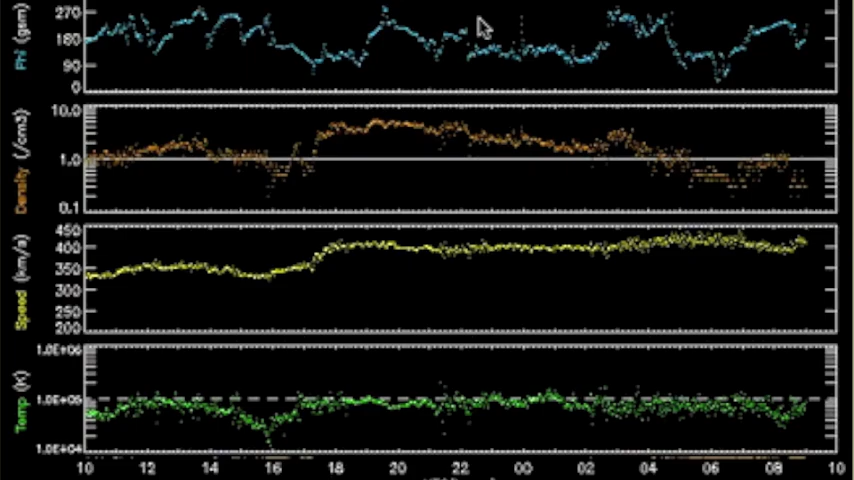 Phi (gsm)
270
180
90
0
Density (/cm3)
10.0
1.0
0.1
Speed (km/s)
450
400
350
300
250
200
Temp (K)
1.0E+06
1.0E+05
1.0E+04
10 12 14 16 18 20 22 00 02 04 06 08 10